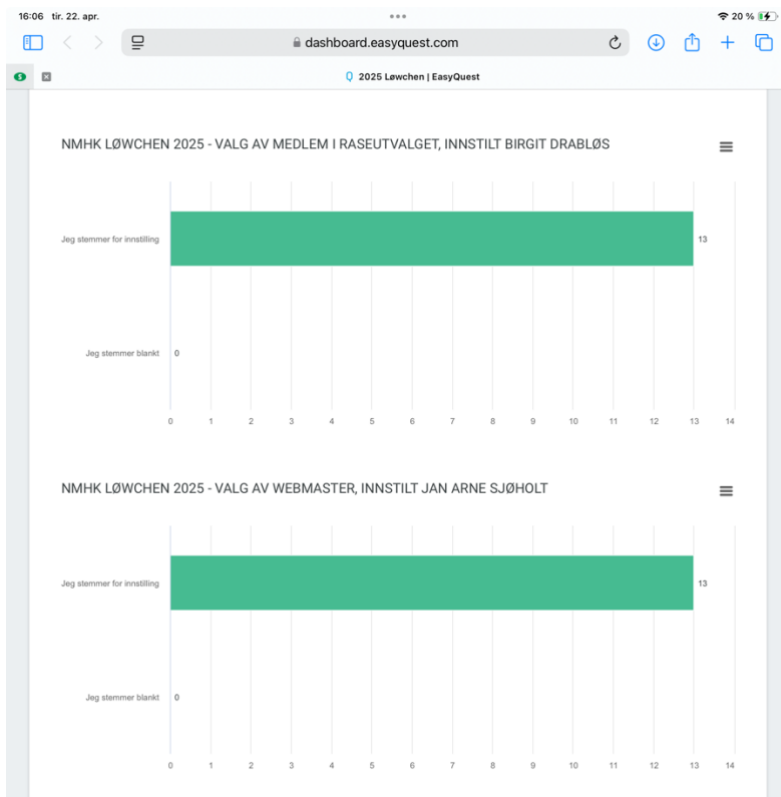 16:06 tir. 22. apr.
20 %
dashboard.easyquest.com
2025 Løwchen | EasyQuest
NMHK LØWCHEN 2025 - VALG AV MEDLEM I RASEUTVALGET, INNSTILT BIRGIT DRABLØS
Jeg stemmer for innstilling
13
Jeg stemmer blankt
0
0 1 2 3 4 5 6 7 8 9 10 11 12 13 14
NMHK LØWCHEN 2025 - VALG AV WEBMASTER, INNSTILT JAN ARNE SJØHOLT
Jeg stemmer for innstilling
13
Jeg stemmer blankt
0
0 1 2 3 4 5 6 7 8 9 10 11 12 13 14